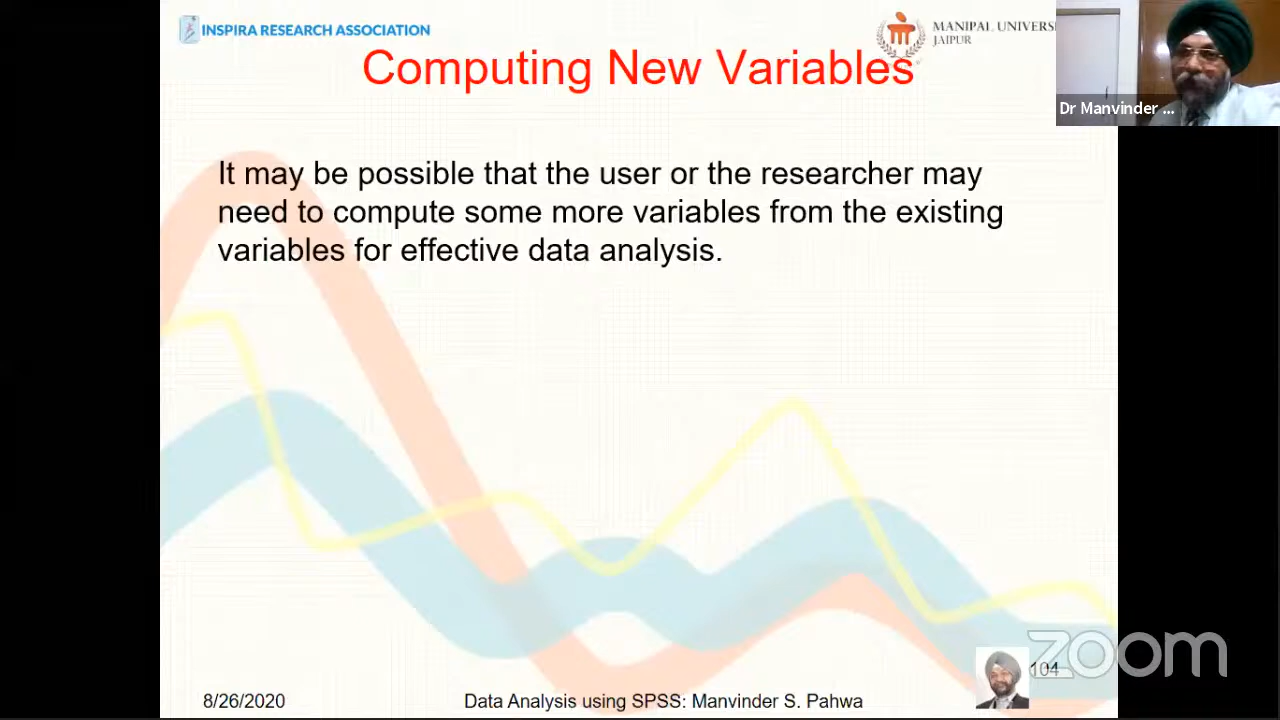 INSPIRA RESEARCH ASSOCIATION
MANIPAL UNIVERS
JAIPUR
Computing New Variables
Dr Manvinder ...
It may be possible that the user or the researcher may
need to compute some more variables from the existing
variables for effective data analysis.
zoom
104
8/26/2020
Data Analysis using SPSS: Manvinder S. Pahwa